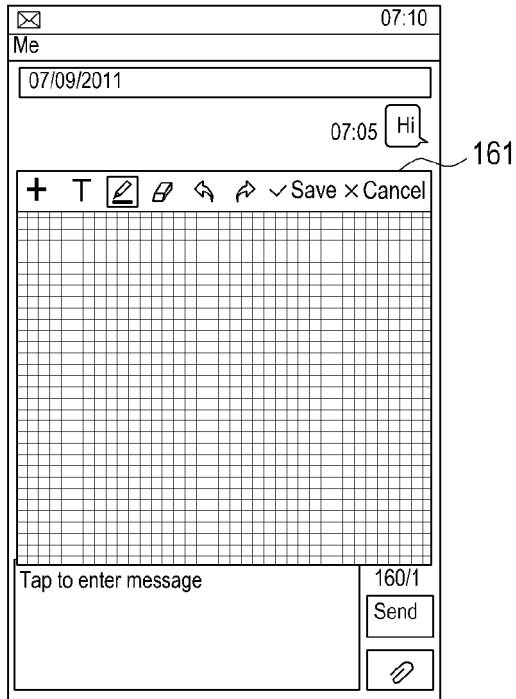 07:10
Me
07/09/2011
07:05 Hi
161
T Save Cancel
Tap to enter message
160/1
Send